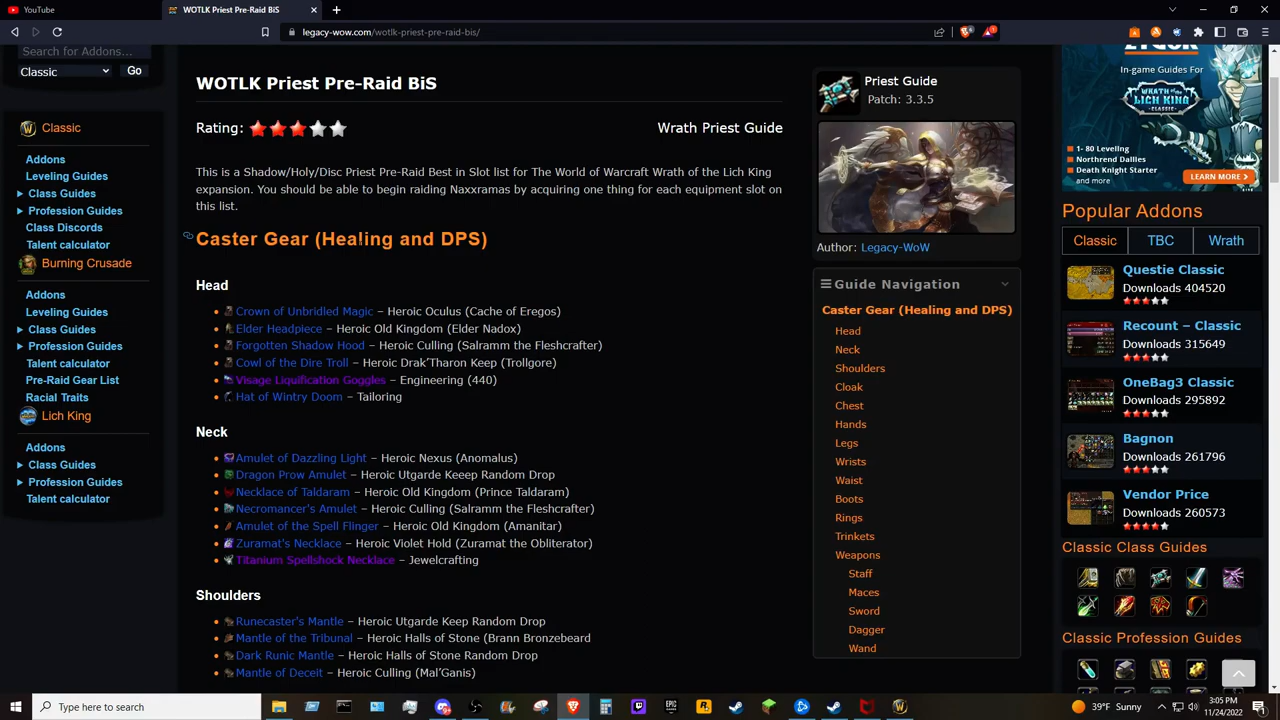 YouTube
WOTLK Priest Pre-Raid BiS
legacy-wow.com/wotlk-priest-pre-raid-bis/
Search for Addons...
Classic
Go
Classic
Addons
Leveling Guides
Class Guides
Profession Guides
Class Discords
Talent calculator
Burning Crusade
Addons
Leveling Guides
Class Guides
Profession Guides
Talent calculator
Pre-Raid Gear List
Racial Traits
Lich King
Addons
Class Guides
Profession Guides
Talent calculator
WOTLK Priest Pre-Raid BiS
Rating:
Wrath Priest Guide
This is a Shadow/Holy/Disc Priest Pre-Raid Best in Slot list for The World of Warcraft Wrath of the Lich King
expansion. You should be able to begin raiding Naxxramas by acquiring one thing for each equipment slot on
this list.
Caster Gear (Healing and DPS)
Head
Crown of Unbridled Magic – Heroic Oculus (Cache of Eregos)
Elder Headpiece – Heroic Old Kingdom (Elder Nadox)
Forgotten Shadow Hood – Heroic Culling (Salramm the Fleshcrafter)
Cowl of the Dire Troll – Heroic Drak'Tharon Keep (Trollgore)
Visage Liquification Goggles – Engineering (440)
Hat of Wintry Doom – Tailoring
Neck
Amulet of Dazzling Light – Heroic Nexus (Anomalus)
Dragon Prow Amulet – Heroic Utgarde Keeep Random Drop
Necklace of Taldaram – Heroic Old Kingdom (Prince Taldaram)
Necromancer's Amulet – Heroic Culling (Salramm the Fleshcrafter)
Amulet of the Spell Flinger – Heroic Old Kingdom (Amanitar)
Zuramat's Necklace – Heroic Violet Hold (Zuramat the Obliterator)
Titanium Spellshock Necklace – Jewelcrafting
Shoulders
Runecaster's Mantle – Heroic Utgarde Keep Random Drop
Mantle of the Tribunal – Heroic Halls of Stone (Brann Bronzebeard
Dark Runic Mantle – Heroic Halls of Stone Random Drop
Mantle of Deceit – Heroic Culling (Mal'Ganis)
Priest Guide
Patch: 3.3.5
Author: Legacy-WoW
Guide Navigation
Caster Gear (Healing and DPS)
Head
Neck
Shoulders
Cloak
Chest
Hands
Legs
Wrists
Waist
Boots
Rings
Trinkets
Weapons
Staff
Maces
Sword
Dagger
Wand
In-game Guides For
WRATH OF THE
LICH KING
CLASSIC
1- 80 Leveling
Northrend Dailies
Death Knight Starter
and more
LEARN MORE >
Popular Addons
Classic
TBC
Wrath
Questie Classic
Downloads 404520
Recount – Classic
Downloads 315649
OneBag3 Classic
Downloads 295892
Bagnon
Downloads 261796
Vendor Price
Downloads 260573
Classic Class Guides
Classic Profession Guides
Type here to search
39°F Sunny
3:05 PM
11/24/2022